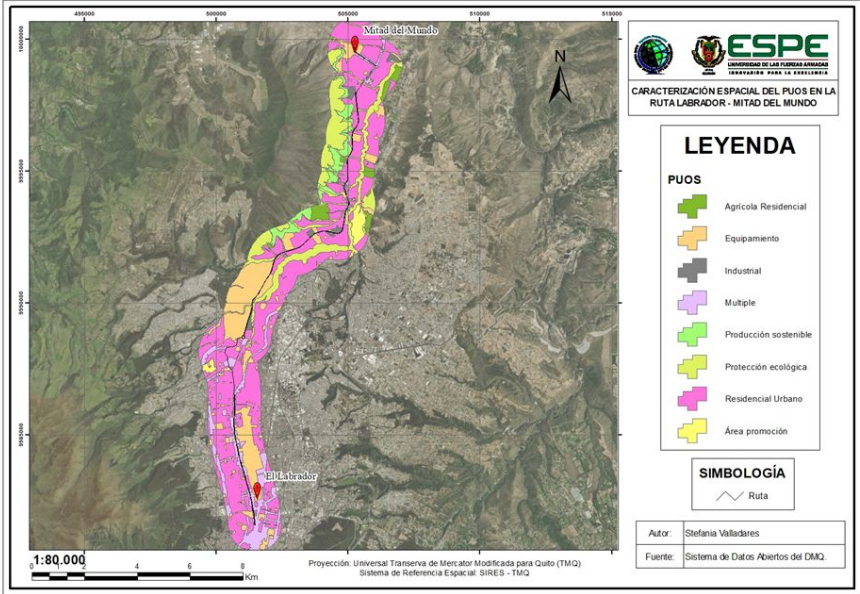 495000 500000 505000 510000 515000
Mitad del Mundo
N
10000000
9995000
9990000
9985000
El Labrador
1:80.000
0 1 2 4 6 8
Km
Proyección: Universal Transerva de Mercator Modificada para Quito (TMQ)
Sistema de Referencia Espacial: SIRES - TMQ
ESPE
UNIVERSIDAD DE LAS FUERZAS ARMADAS
INNOVACIÓN PARA LA EXCELENCIA
CARACTERIZACIÓN ESPACIAL DEL PUOS EN LA
RUTA LABRADOR - MITAD DEL MUNDO
LEYENDA
PUOS
Agrícola Residencial
Equipamiento
Industrial
Multiple
Producción sostenible
Protección ecológica
Residencial Urbano
Área promoción
SIMBOLOGÍA
Ruta
Autor: Stefania Valladares
Fuente: Sistema de Datos Abiertos del DMQ.